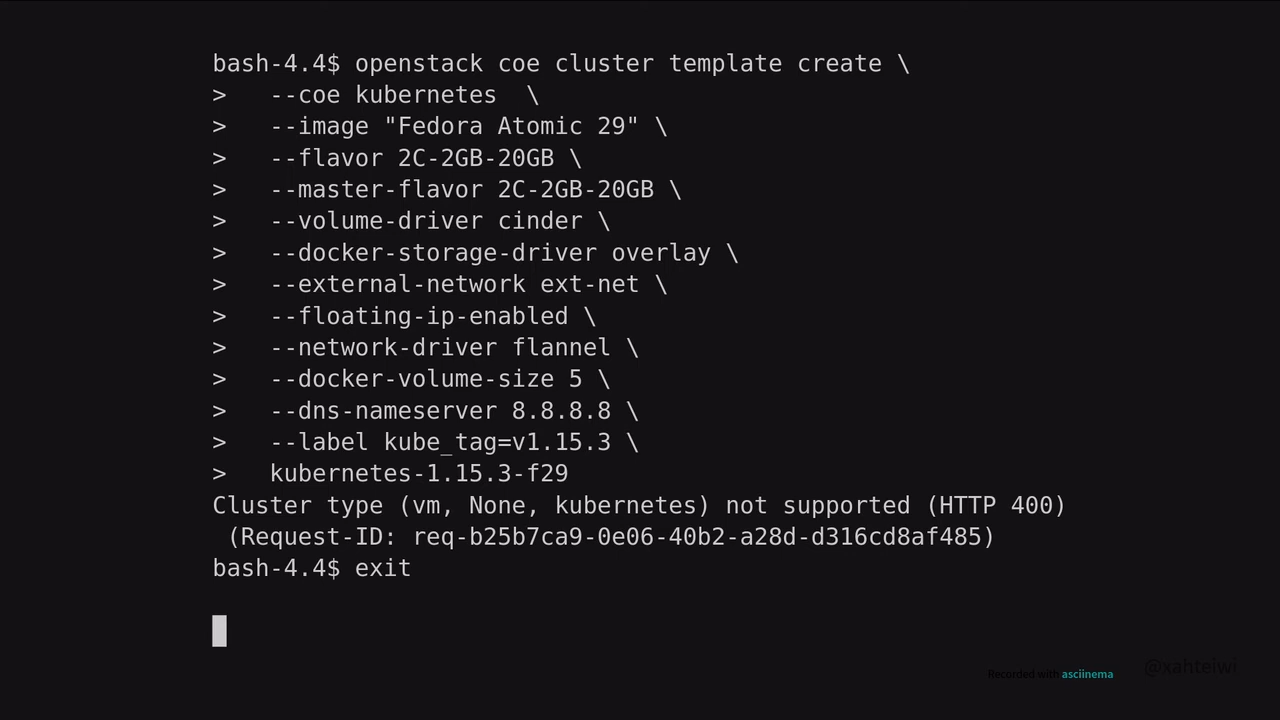 bash-4.4$ openstack coe cluster template create \
>   --coe kubernetes  \
>   --image "Fedora Atomic 29" \
>   --flavor 2C-2GB-20GB \
>   --master-flavor 2C-2GB-20GB \
>   --volume-driver cinder \
>   --docker-storage-driver overlay \
>   --external-network ext-net \
>   --floating-ip-enabled \
>   --network-driver flannel \
>   --docker-volume-size 5 \
>   --dns-nameserver 8.8.8.8 \
>   --label kube_tag=v1.15.3 \
>   kubernetes-1.15.3-f29
Cluster type (vm, None, kubernetes) not supported (HTTP 400)
 (Request-ID: req-b25b7ca9-0e06-40b2-a28d-d316cd8af485)
bash-4.4$ exit
Recorded with asciinema
@xahteiwi